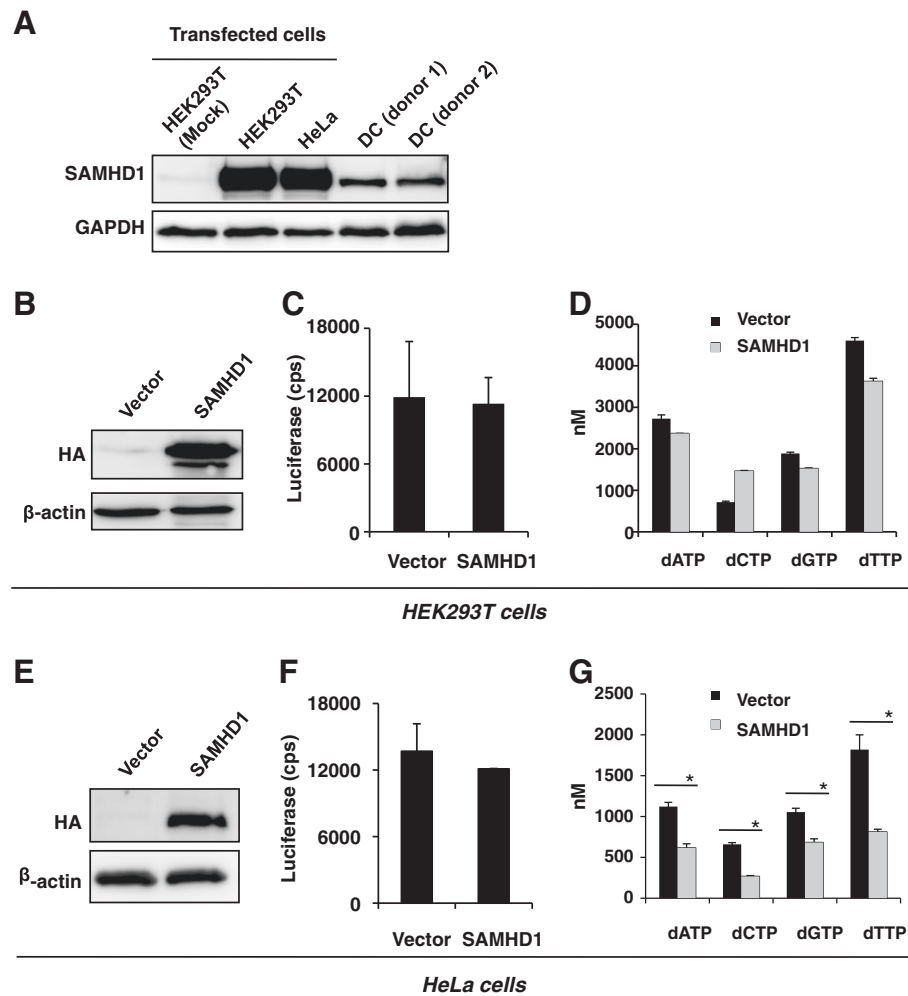 A
Transfected cells
HEK293T
(Mock)
HEK293T
HeLa
DC (donor 1)
DC (donor 2)
SAMHD1
GAPDH
B
Vector
SAMHD1
HA
β-actin
C
Luciferase (cps)
18000
12000
6000
0
Vector SAMHD1
D
Vector
SAMHD1
nM
5000
4000
3000
2000
1000
0
dATP dCTP dGTP dTTP
HEK293T cells
E
Vector
SAMHD1
HA
β-actin
F
Luciferase (cps)
18000
12000
6000
0
Vector SAMHD1
G
Vector
SAMHD1
nM
2500
2000
1500
1000
500
0
* * * *
dATP dCTP dGTP dTTP
HeLa cells